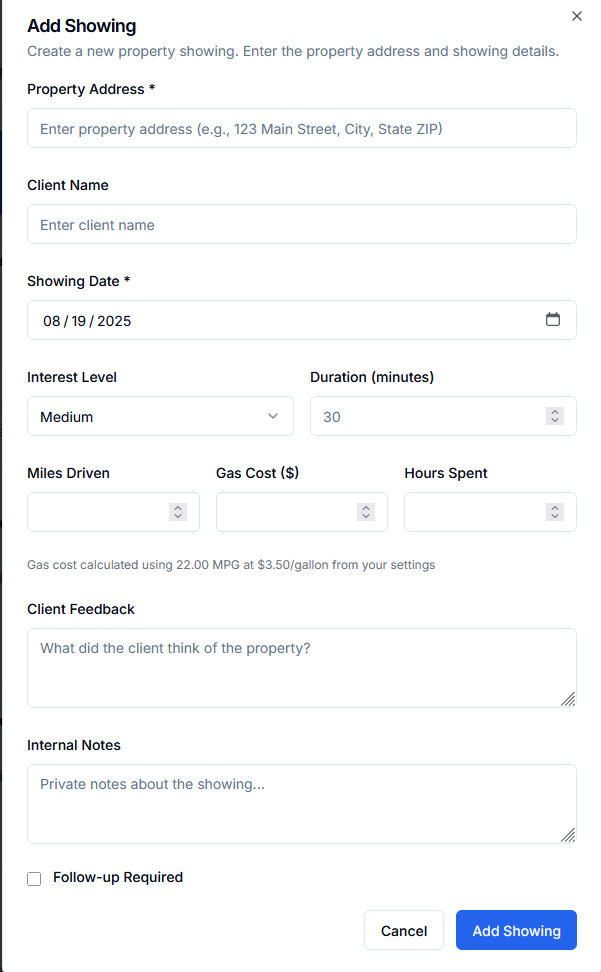 Add Showing
Create a new property showing. Enter the property address and showing details.
Property Address *
Enter property address (e.g., 123 Main Street, City, State ZIP)
Client Name
Enter client name
Showing Date *
08 / 19 / 2025
Interest Level
Duration (minutes)
Medium
30
Miles Driven
Gas Cost ($)
Hours Spent
Gas cost calculated using 22.00 MPG at $3.50/gallon from your settings
Client Feedback
What did the client think of the property?
Internal Notes
Private notes about the showing...
Follow-up Required
Cancel
Add Showing